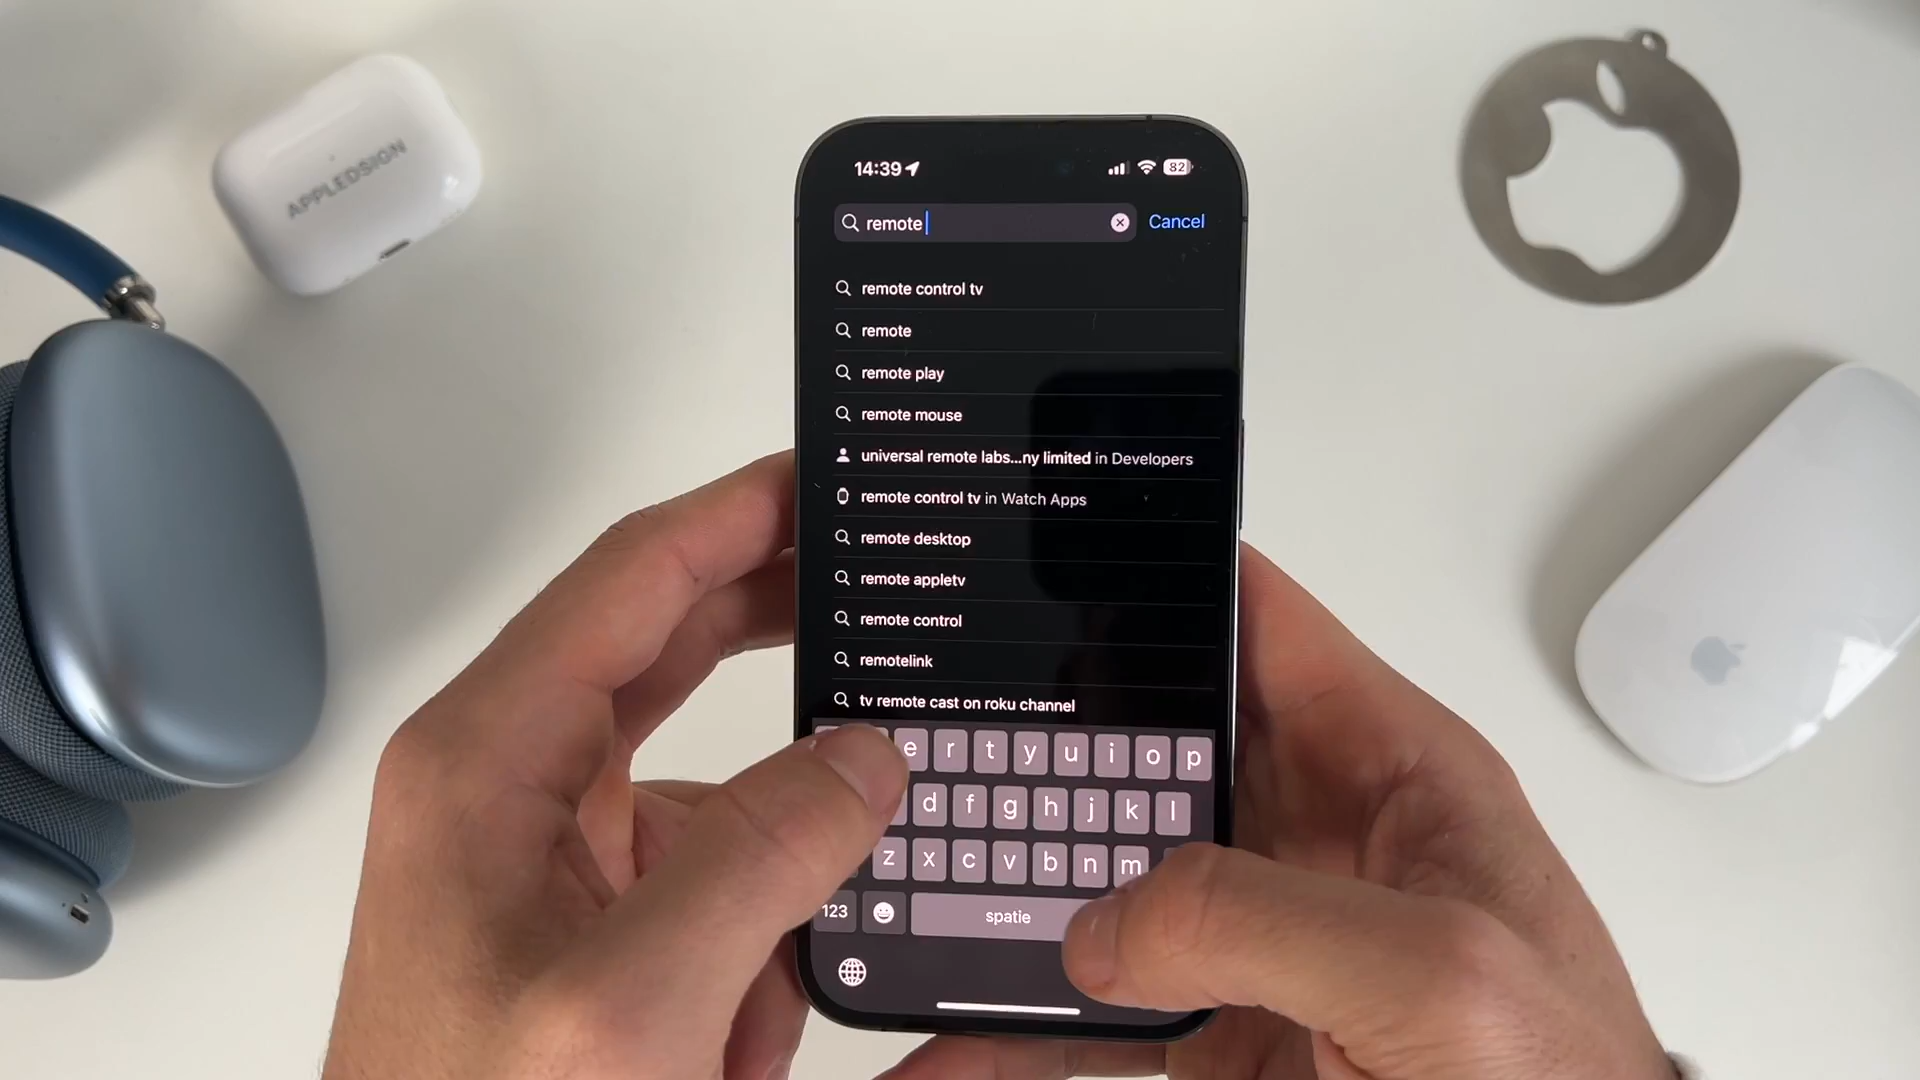 APPLEDSIGN
14:39
82
remote
Cancel
remote control tv
remote
remote play
remote mouse
universal remote labs...ny limited in Developers
remote control tv in Watch Apps
remote desktop
remote appletv
remote control
remotelink
tv remote cast on roku channel
e r t y u i o p
d f g h j k l
z x c v b n m
123
spatie